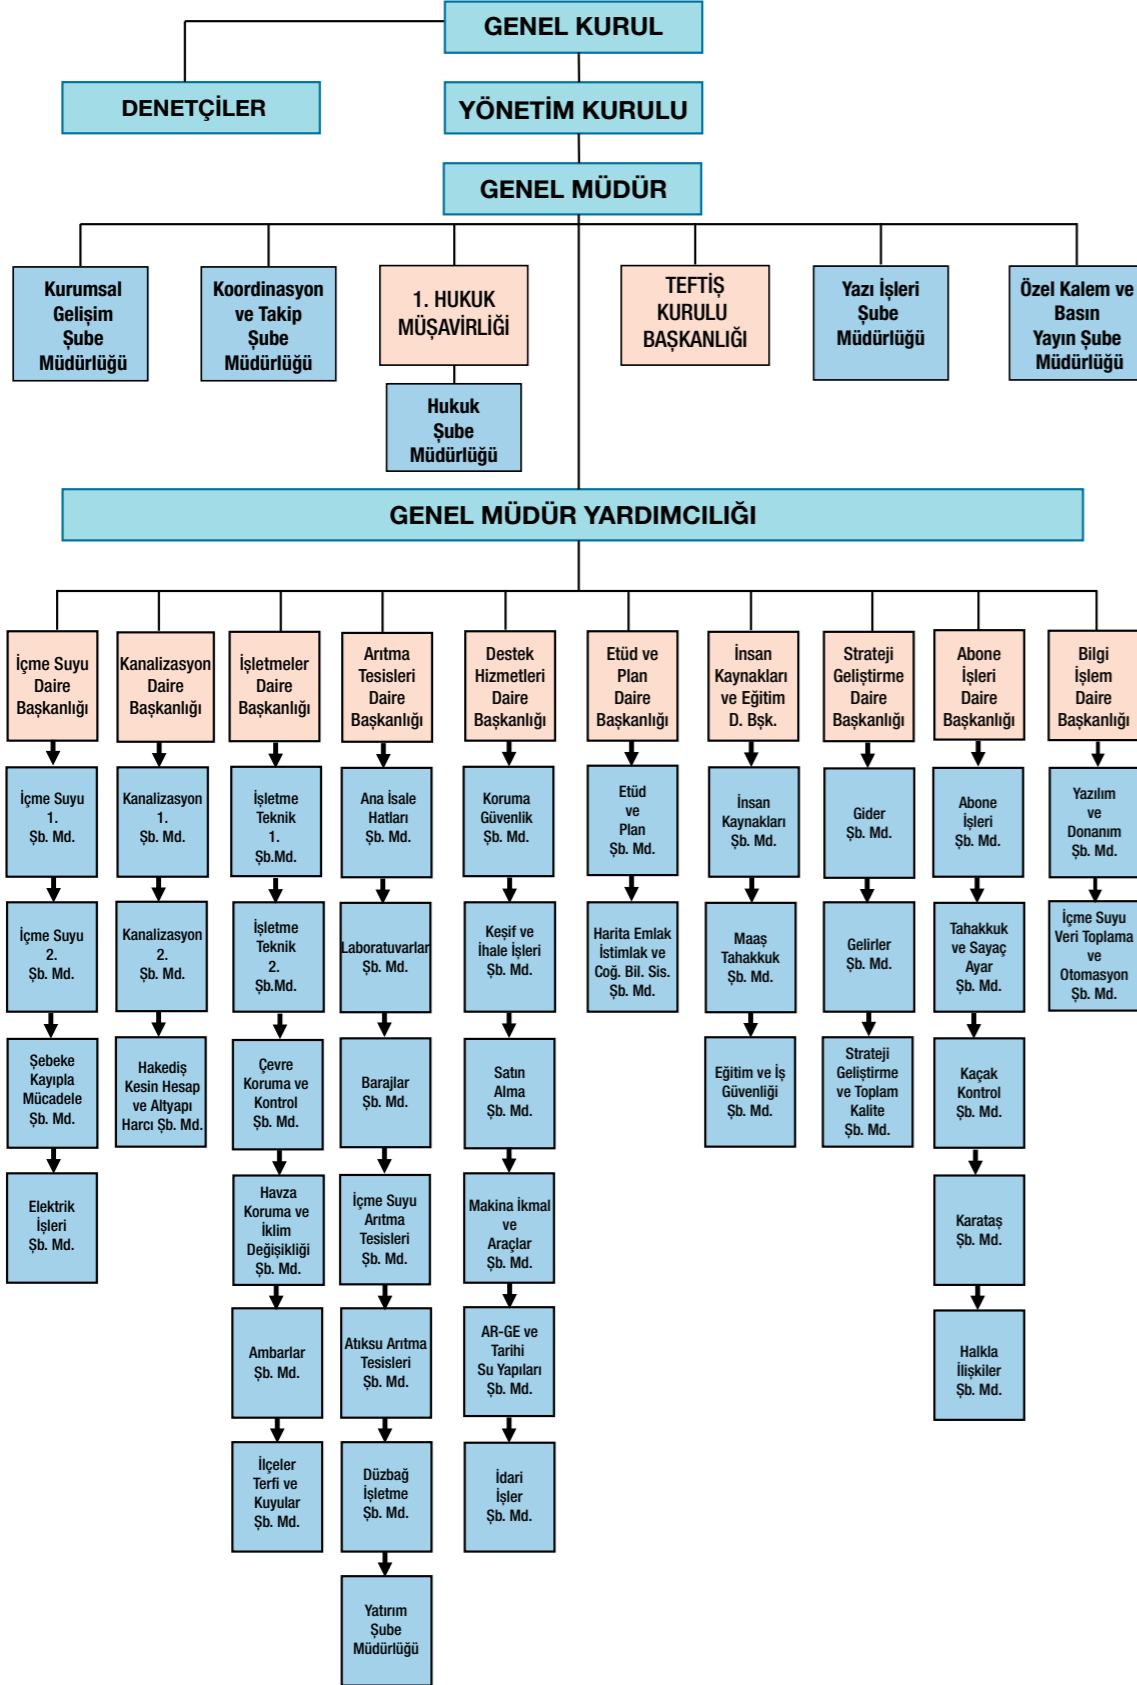 GENEL KURUL
DENETÇİLER
YÖNETİM KURULU
GENEL MÜDÜR
Kurumsal
Gelişim
Şube
Müdürlüğü
Koordinasyon
ve Takip
Şube
Müdürlüğü
1. HUKUK
MÜŞAVİRLİĞİ
TEFTİŞ
KURULU
BAŞKANLIĞI
Yazı İşleri
Şube
Müdürlüğü
Özel Kalem ve
Basın
Yayın Şube
Müdürlüğü
Hukuk
Şube
Müdürlüğü
GENEL MÜDÜR YARDIMCILIĞI
İçme Suyu
Daire
Başkanlığı
İçme Suyu
1.
Şb. Md.
İçme Suyu
2.
Şb. Md.
Şebeke
Kayıpla
Mücadele
Şb. Md.
Elektrik
İşleri
Şb. Md.
Kanalizasyon
Daire
Başkanlığı
Kanalizasyon
1.
Şb. Md.
Kanalizasyon
2.
Şb. Md.
Hakediş
Kesin Hesap
ve Altyapı
Harcı Şb. Md.
İşletmeler
Daire
Başkanlığı
İşletme
Teknik
1.
Şb.Md.
İşletme
Teknik
2.
Şb.Md.
Çevre
Koruma ve
Kontrol
Şb. Md.
Havza
Koruma ve
İklim
Değişikliği
Şb. Md.
Ambarlar
Şb. Md.
İlçeler
Terfi ve
Kuyular
Şb. Md.
Arıtma
Tesisleri
Daire
Başkanlığı
Ana İsale
Hatları
Şb. Md.
Laboratuvarlar
Şb. Md.
Barajlar
Şb. Md.
İçme Suyu
Arıtma
Tesisleri
Şb. Md.
Atıksu Arıtma
Tesisleri
Şb. Md.
Düzbağ
İşletme
Şb. Md.
Yatırım
Şube
Müdürlüğü
Destek
Hizmetleri
Daire
Başkanlığı
Koruma
Güvenlik
Şb. Md.
Keşif ve
İhale İşleri
Şb. Md.
Satın
Alma
Şb. Md.
Makina İkmal
ve
Araçlar
Şb. Md.
AR-GE ve
Tarihi
Su Yapıları
Şb. Md.
İdari
İşler
Şb. Md.
Etüd ve
Plan
Daire
Başkanlığı
Etüd
ve
Plan
Şb. Md.
Harita Emlak
İstimlak ve
Coğ. Bil. Sis.
Şb. Md.
İnsan
Kaynakları
ve Eğitim
D. Bşk.
İnsan
Kaynakları
Şb. Md.
Maaş
Tahakkuk
Şb. Md.
Eğitim ve İş
Güvenliği
Şb. Md.
Strateji
Geliştirme
Daire
Başkanlığı
Gider
Şb. Md.
Gelirler
Şb. Md.
Strateji
Geliştirme
ve Toplam
Kalite
Şb. Md.
Abone
İşleri
Daire
Başkanlığı
Abone
İşleri
Şb. Md.
Tahakkuk
ve Sayaç
Ayar
Şb. Md.
Kaçak
Kontrol
Şb. Md.
Karataş
Şb. Md.
Halkla
İlişkiler
Şb. Md.
Bilgi
İşlem
Daire
Başkanlığı
Yazılım
ve
Donanım
Şb. Md.
İçme Suyu
Veri Toplama
ve
Otomasyon
Şb. Md.